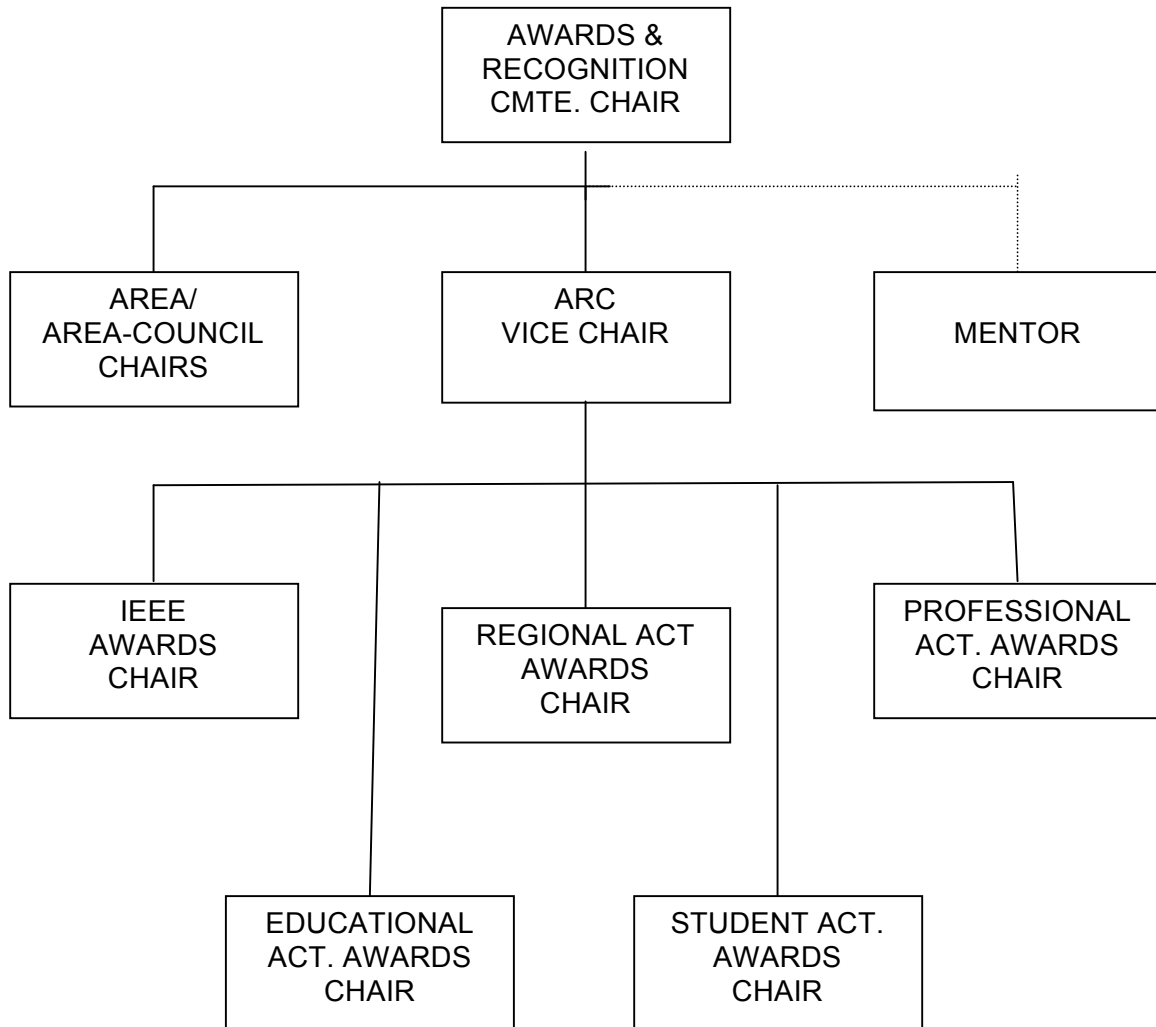 AWARDS &
RECOGNITION
CMTE. CHAIR
AREA/
AREA-COUNCIL
CHAIRS
ARC
VICE CHAIR
MENTOR
IEEE
AWARDS
CHAIR
REGIONAL ACT
AWARDS
CHAIR
PROFESSIONAL
ACT. AWARDS
CHAIR
EDUCATIONAL
ACT. AWARDS
CHAIR
STUDENT ACT.
AWARDS
CHAIR